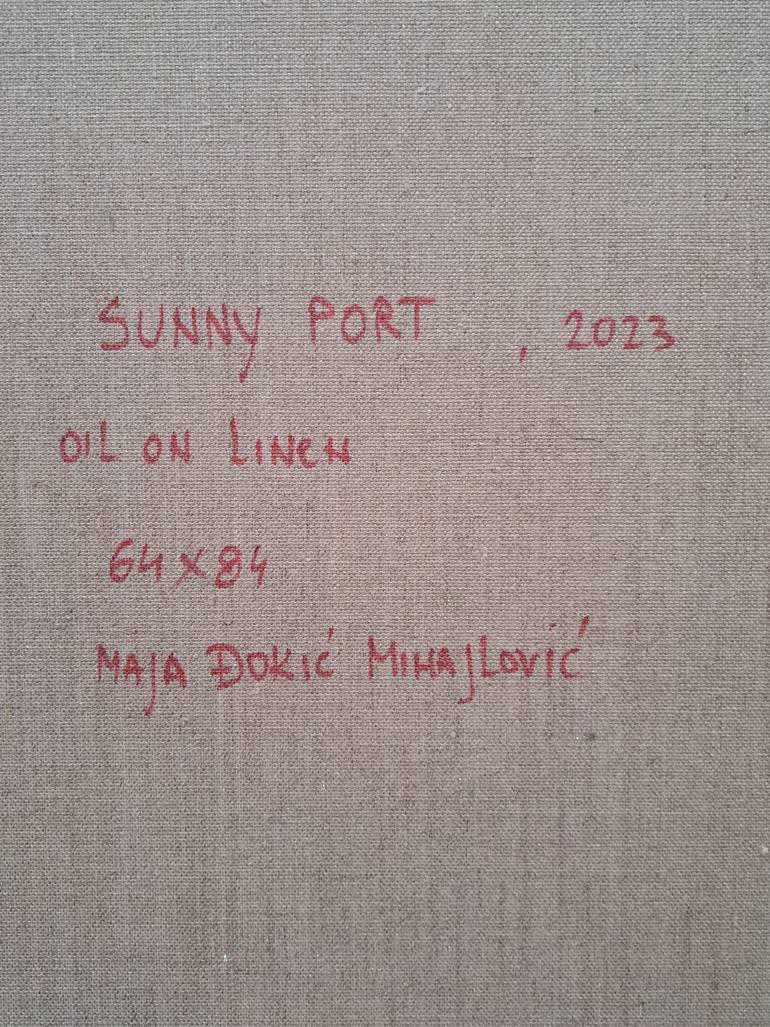 SUNNY PORT , 2023
OIL ON LINEN
64x84
MAJA ĐOKIĆ MIHAJLOVIĆ